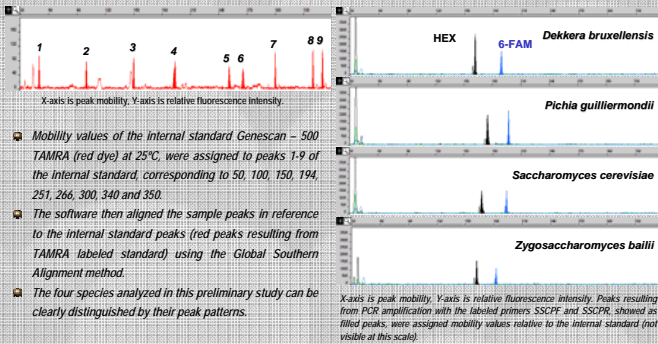 1 2 3 4 5 6 7 8 9
X-axis is peak mobility, Y-axis is relative fluorescence intensity.
Mobility values of the internal standard Genescan – 500
TAMRA (red dye) at 25ºC, were assigned to peaks 1-9 of
the internal standard, corresponding to 50, 100, 150, 194,
251, 266, 300, 340 and 350.
The software then aligned the sample peaks in reference
to the internal standard peaks (red peaks resulting from
TAMRA labeled standard) using the Global Southern
Alignment method.
The four species analyzed in this preliminary study can be
clearly distinguished by their peak patterns.
HEX
6-FAM
Dekkera bruxellensis
Pichia guilliermondii
Saccharomyces cerevisiae
Zygosaccharomyces bailii
X-axis is peak mobility, Y-axis is relative fluorescence intensity. Peaks resulting
from PCR amplification with the labeled primers SSCPF and SSCPR, showed as
filled peaks, were assigned mobility values relative to the internal standard (not
visible at this scale).